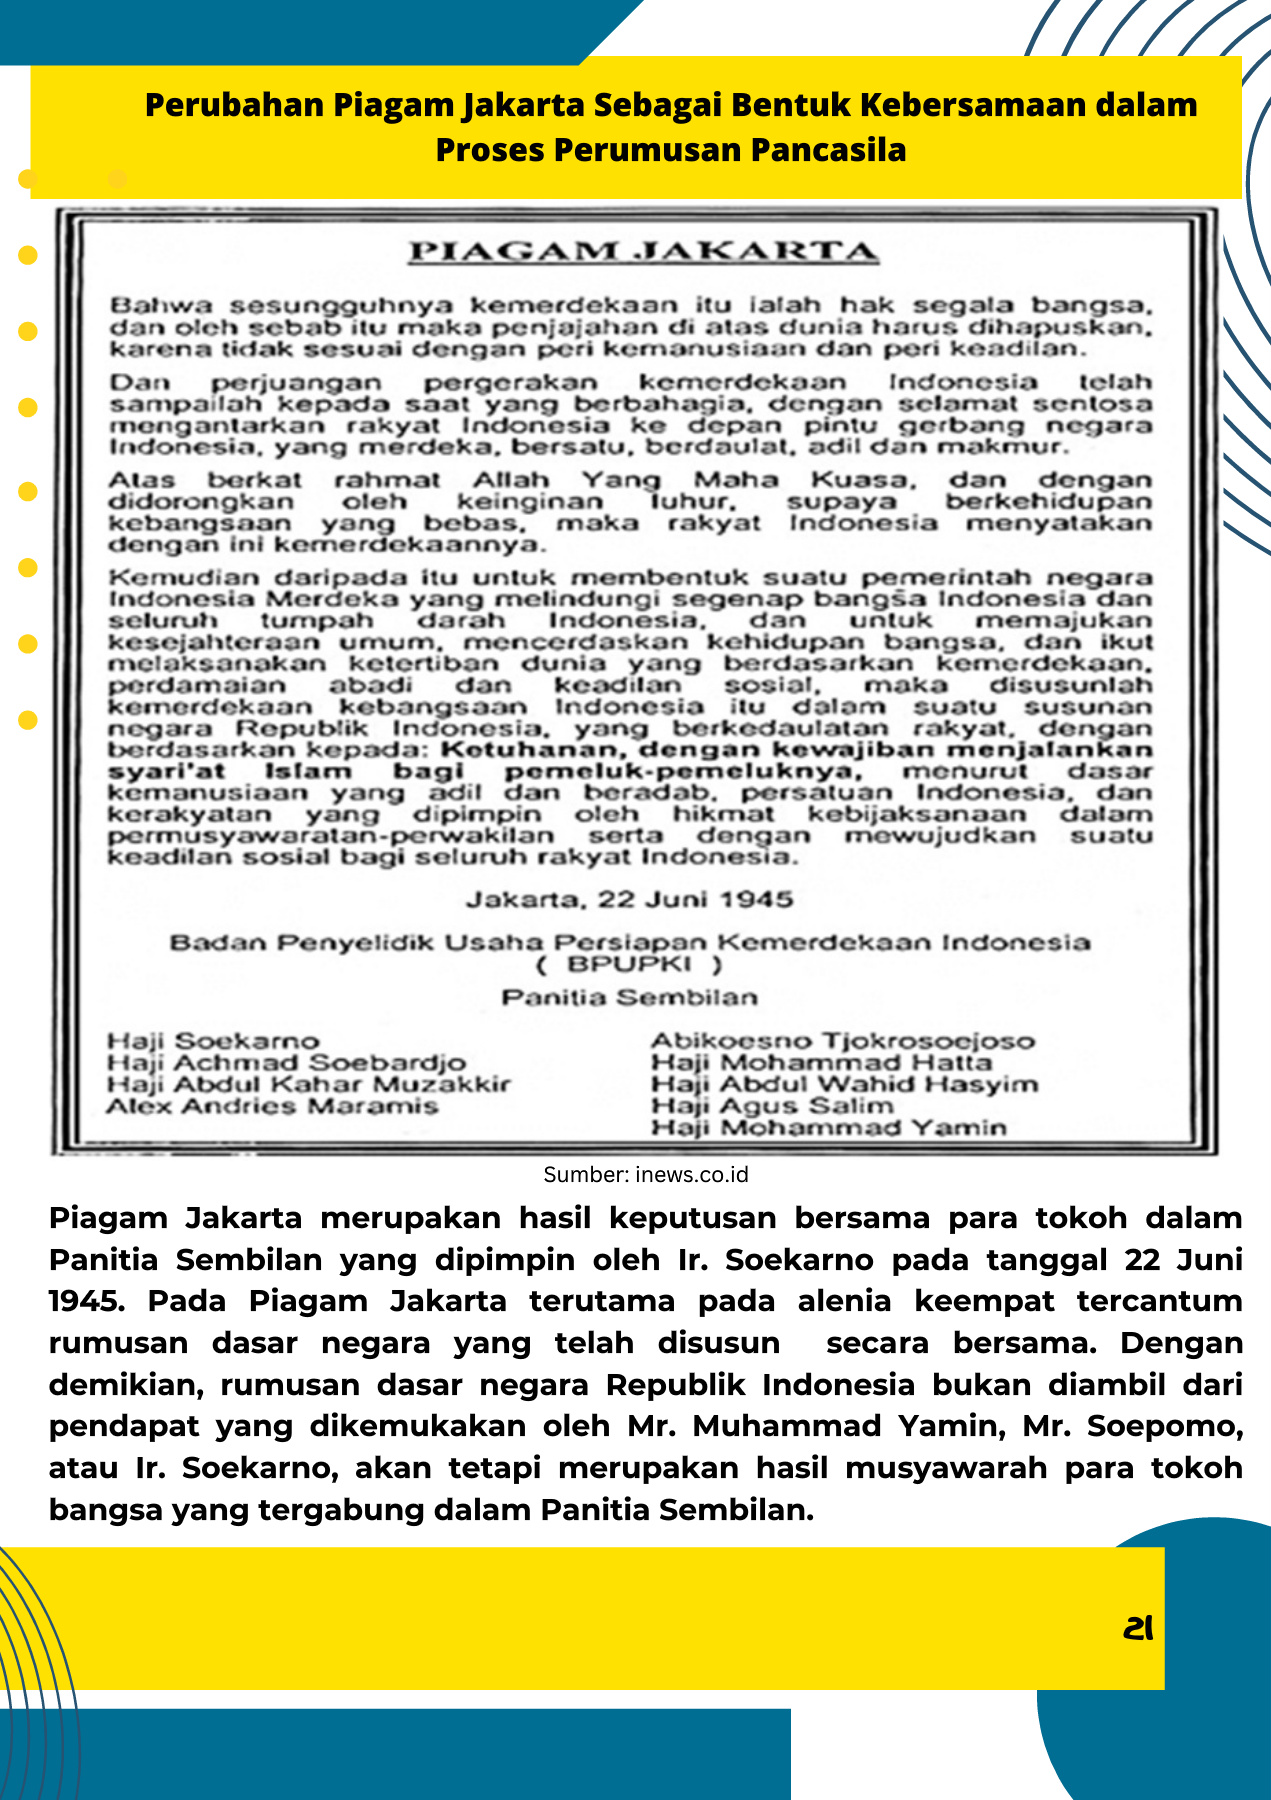 Perubahan Piagam Jakarta Sebagai Bentuk Kebersamaan dalam
Proses Perumusan Pancasila
PIAGAM JAKARTA
Bahwa sesungguhnya kemerdekaan itu ialah hak segala bangsa,
dan oleh sebab itu maka penjajahan di atas dunia harus dihapuskan,
karena tidak sesuai dengan peri kemanusiaan dan peri keadilan.
Dan perjuangan pergerakan kemerdekaan Indonesia telah
sampailah kepada saat yang berbahagia, dengan selamat sentosa
mengantarkan rakyat Indonesia ke depan pintu gerbang negara
Indonesia, yang merdeka, bersatu, berdaulat, adil dan makmur.
Atas berkat rahmat Allah Yang Maha Kuasa, dan dengan
didorongkan oleh keinginan luhur, supaya berkehidupan
kebangsaan yang bebas, maka rakyat Indonesia menyatakan
dengan ini kemerdekaannya.
Kemudian daripada itu untuk membentuk suatu pemerintah negara
Indonesia Merdeka yang melindungi segenap bangsa Indonesia dan
seluruh tumpah darah Indonesia, dan untuk memajukan
kesejahteraan umum, mencerdaskan kehidupan bangsa, dan ikut
melaksanakan ketertiban dunia yang berdasarkan kemerdekaan,
perdamaian abadi dan keadilan sosial, maka disusunlah
kemerdekaan kebangsaan Indonesia itu dalam suatu susunan
negara Republik Indonesia, yang berkedaulatan rakyat, dengan
berdasarkan kepada: Ketuhanan, dengan kewajiban menjalankan
syari'at Islam bagi pemeluk-pemeluknya, menurut dasar
kemanusiaan yang adil dan beradab, persatuan Indonesia, dan
kerakyatan yang dipimpin oleh hikmat kebijaksanaan dalam
permusyawaratan-perwakilan serta dengan mewujudkan suatu
keadilan sosial bagi seluruh rakyat Indonesia.
Jakarta, 22 Juni 1945
Badan Penyelidik Usaha Persiapan Kemerdekaan Indonesia
( BPUPKI )
Panitia Sembilan
Haji Soekarno
Haji Achmad Soebardjo
Haji Abdul Kahar Muzakkir
Alex Andries Maramis
Abikoesno Tjokrosoejoso
Haji Mohammad Hatta
Haji Abdul Wahid Hasyim
Haji Agus Salim
Haji Mohammad Yamin
Sumber: inews.co.id
Piagam Jakarta merupakan hasil keputusan bersama para tokoh dalam
Panitia Sembilan yang dipimpin oleh Ir. Soekarno pada tanggal 22 Juni
1945. Pada Piagam Jakarta terutama pada alenia keempat tercantum
rumusan dasar negara yang telah disusun secara bersama. Dengan
demikian, rumusan dasar negara Republik Indonesia bukan diambil dari
pendapat yang dikemukakan oleh Mr. Muhammad Yamin, Mr. Soepomo,
atau Ir. Soekarno, akan tetapi merupakan hasil musyawarah para tokoh
bangsa yang tergabung dalam Panitia Sembilan.
21